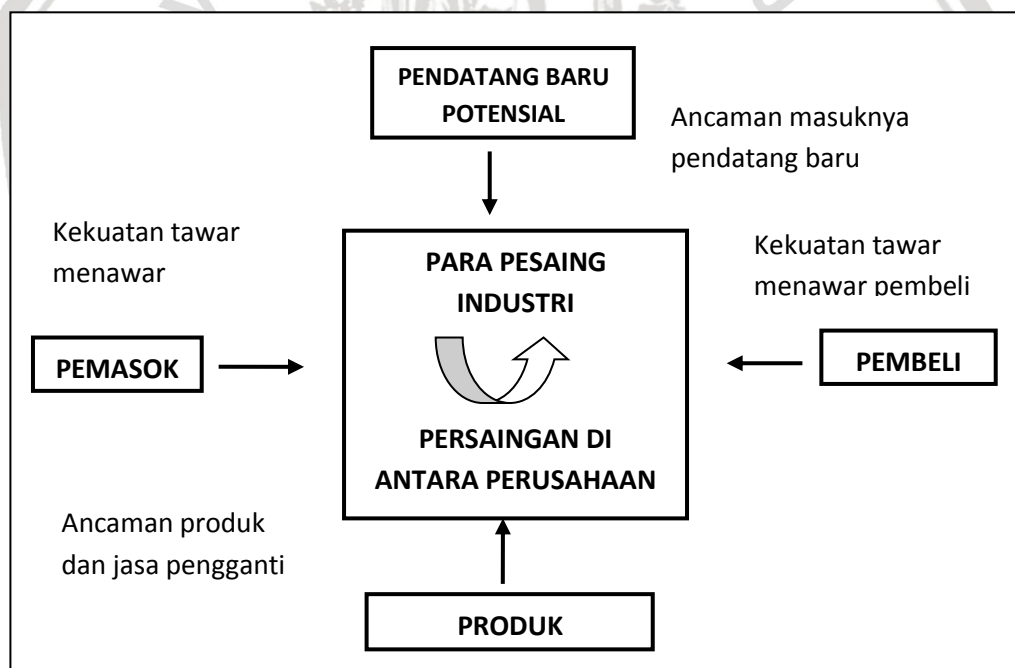 PENDATANG BARU
POTENSIAL
Ancaman masuknya
pendatang baru
Kekuatan tawar
menawar
PARA PESAING
INDUSTRI
Kekuatan tawar
menawar pembeli
PEMASOK
PEMBELI
PERSAINGAN DI
ANTARA PERUSAHAAN
Ancaman produk
dan jasa pengganti
PRODUK